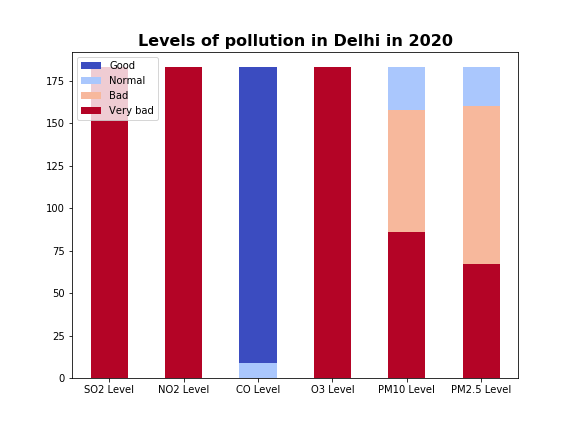 Levels of pollution in Delhi in 2020
Good
Normal
Bad
Very bad
175
150
125
100
75
50
25
0
SO2 Level NO2 Level CO Level O3 Level PM10 Level PM2.5 Level